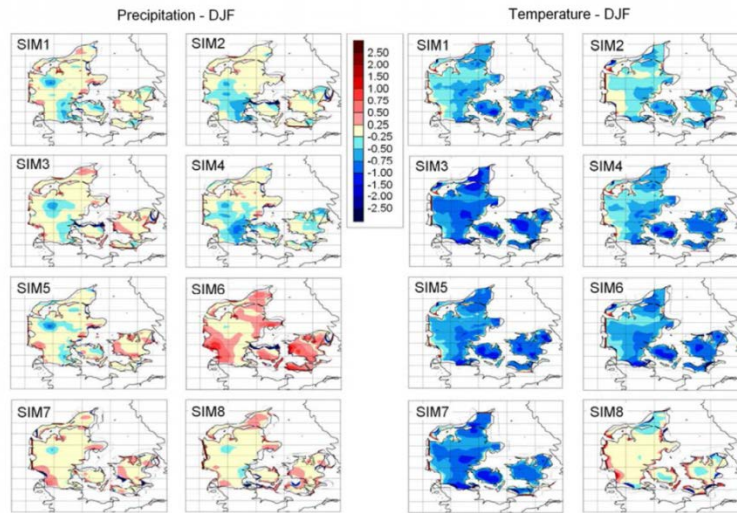 Precipitation - DJF
Temperature - DJF
SIM1
SIM2
SIM1
SIM2
2.50
2.00
1.00
0.75
0.50
0.25
-0.25
-0.50
-0.75
-1.00
-1.50
-2.00
-2.50
SIM3
SIM4
SIM3
SIM4
SIM5
SIM6
SIM5
SIM6
SIM7
SIM8
SIM7
SIM8